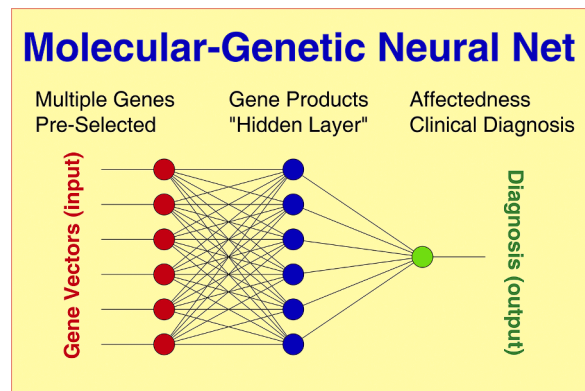 Molecular-Genetic Neural Net
Multiple Genes
Pre-Selected
Gene Products
"Hidden Layer"
Affectedness
Clinical Diagnosis
Gene Vectors (input)
Diagnosis (output)